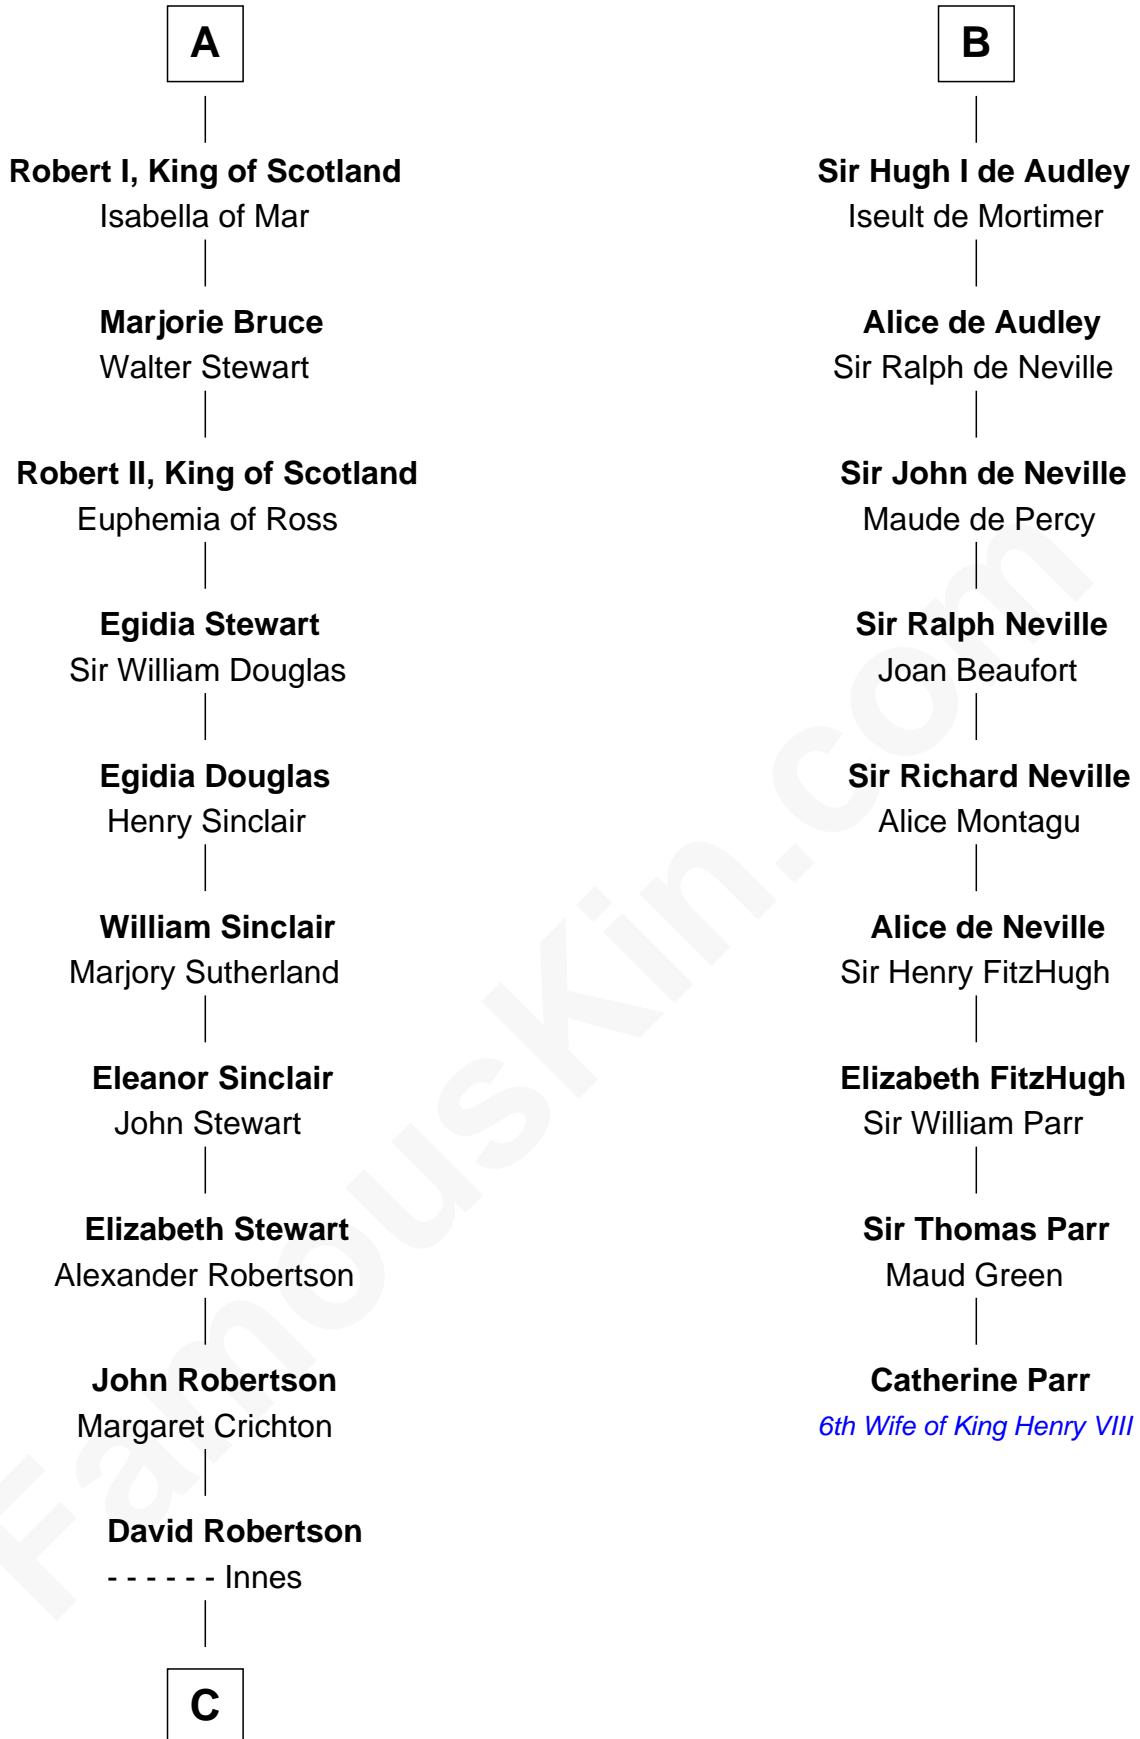 A
Robert I, King of Scotland
Isabella of Mar
Marjorie Bruce
Walter Stewart
Robert II, King of Scotland
Euphemia of Ross
Egidia Stewart
Sir William Douglas
Egidia Douglas
Henry Sinclair
William Sinclair
Marjory Sutherland
Eleanor Sinclair
John Stewart
Elizabeth Stewart
Alexander Robertson
John Robertson
Margaret Crichton
David Robertson
- - - - - - Innes
C
B
Sir Hugh I de Audley
Iseult de Mortimer
Alice de Audley
Sir Ralph de Neville
Sir John de Neville
Maude de Percy
Sir Ralph Neville
Joan Beaufort
Sir Richard Neville
Alice Montagu
Alice de Neville
Sir Henry FitzHugh
Elizabeth FitzHugh
Sir William Parr
Sir Thomas Parr
Maud Green
Catherine Parr
6th Wife of King Henry VIII
FamousKin.com